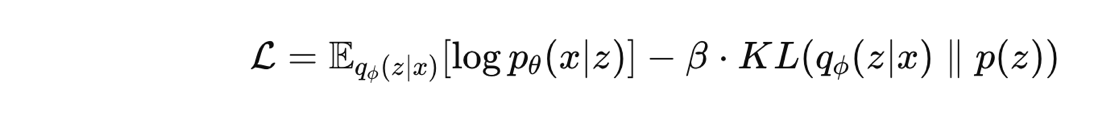 ℒ = 𝔼_{q_ϕ(z|x)}[log p_θ(x|z)] − β · KL(q_ϕ(z|x) ∥ p(z))